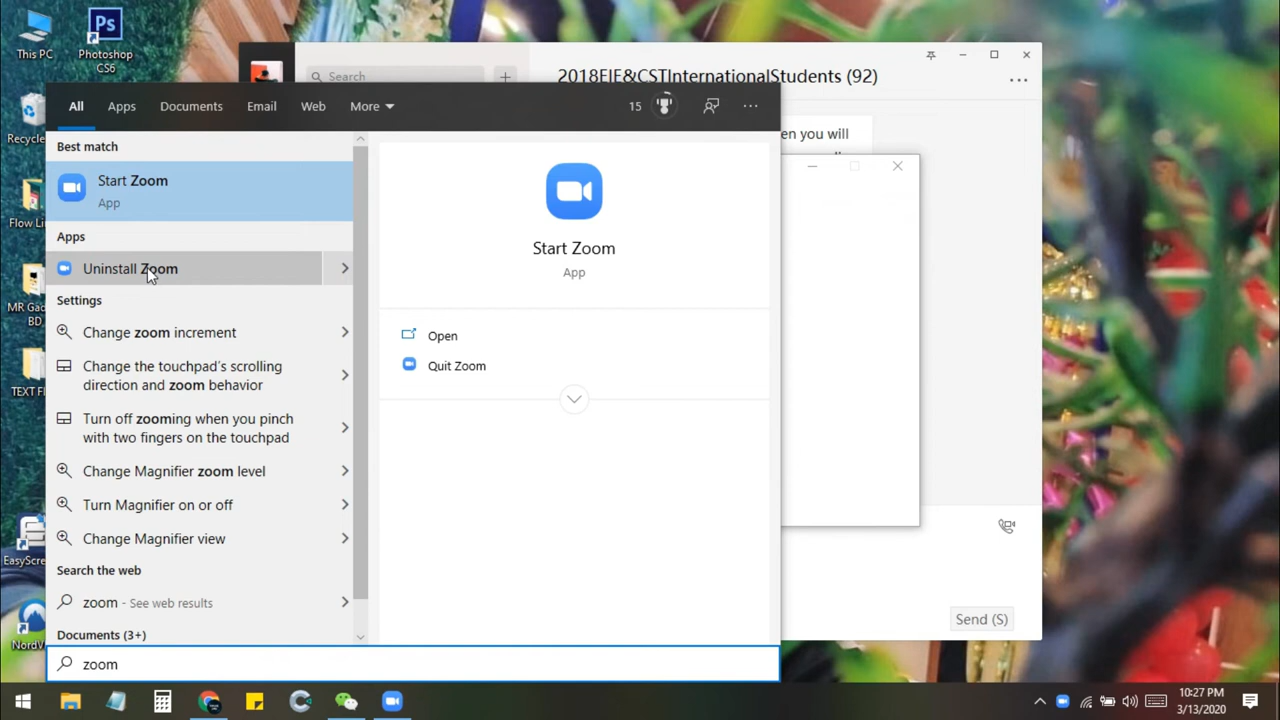 This PC
Ps
Photoshop
CS6
Recycle
Flow Li
MR Ga
BD
TEXT F
EasyScre
NordV
Search
2018EIE&CSTInternationalStudents (92)
en you will
All
Apps
Documents
Email
Web
More
15
Best match
Start Zoom
App
Apps
Uninstall Zoom
Settings
Change zoom increment
Change the touchpad's scrolling
direction and zoom behavior
Turn off zooming when you pinch
with two fingers on the touchpad
Change Magnifier zoom level
Turn Magnifier on or off
Change Magnifier view
Search the web
zoom - See web results
Documents (3+)
zoom
Start Zoom
App
Open
Quit Zoom
Send (S)
10:27 PM
3/13/2020